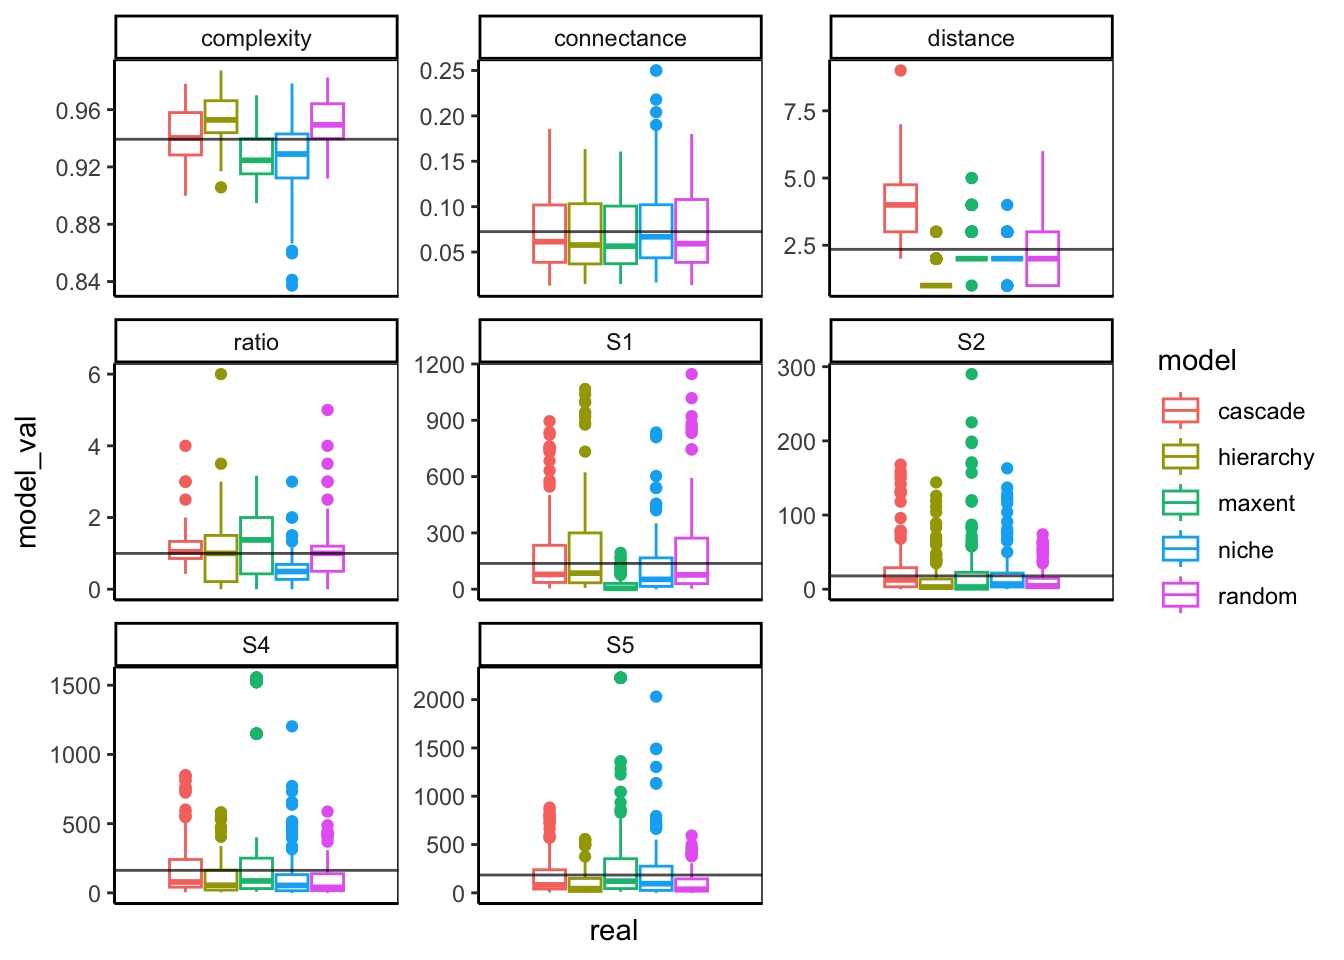 complexity
connectance
distance
0.96
0.92
0.88
0.84
0.25
0.20
0.15
0.10
0.05
7.5
5.0
2.5
ratio
S1
S2
6
4
2
0
1200
900
600
300
0
300
200
100
0
S4
S5
1500
1000
500
0
2000
1500
1000
500
0
model_val
real
model
cascade
hierarchy
maxent
niche
random